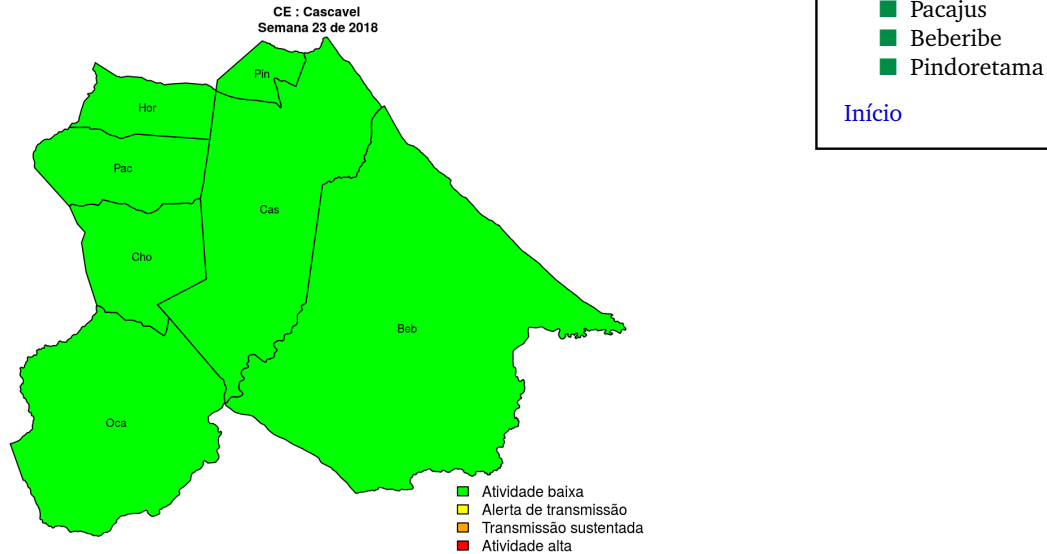 CE : Cascavel
Semana 23 de 2018
Pin
Hor
Pac
Cas
Cho
Beb
Oca
Atividade baixa
Alerta de transmissão
Transmissão sustentada
Atividade alta
Pacajus
Beberibe
Pindoretama
Início